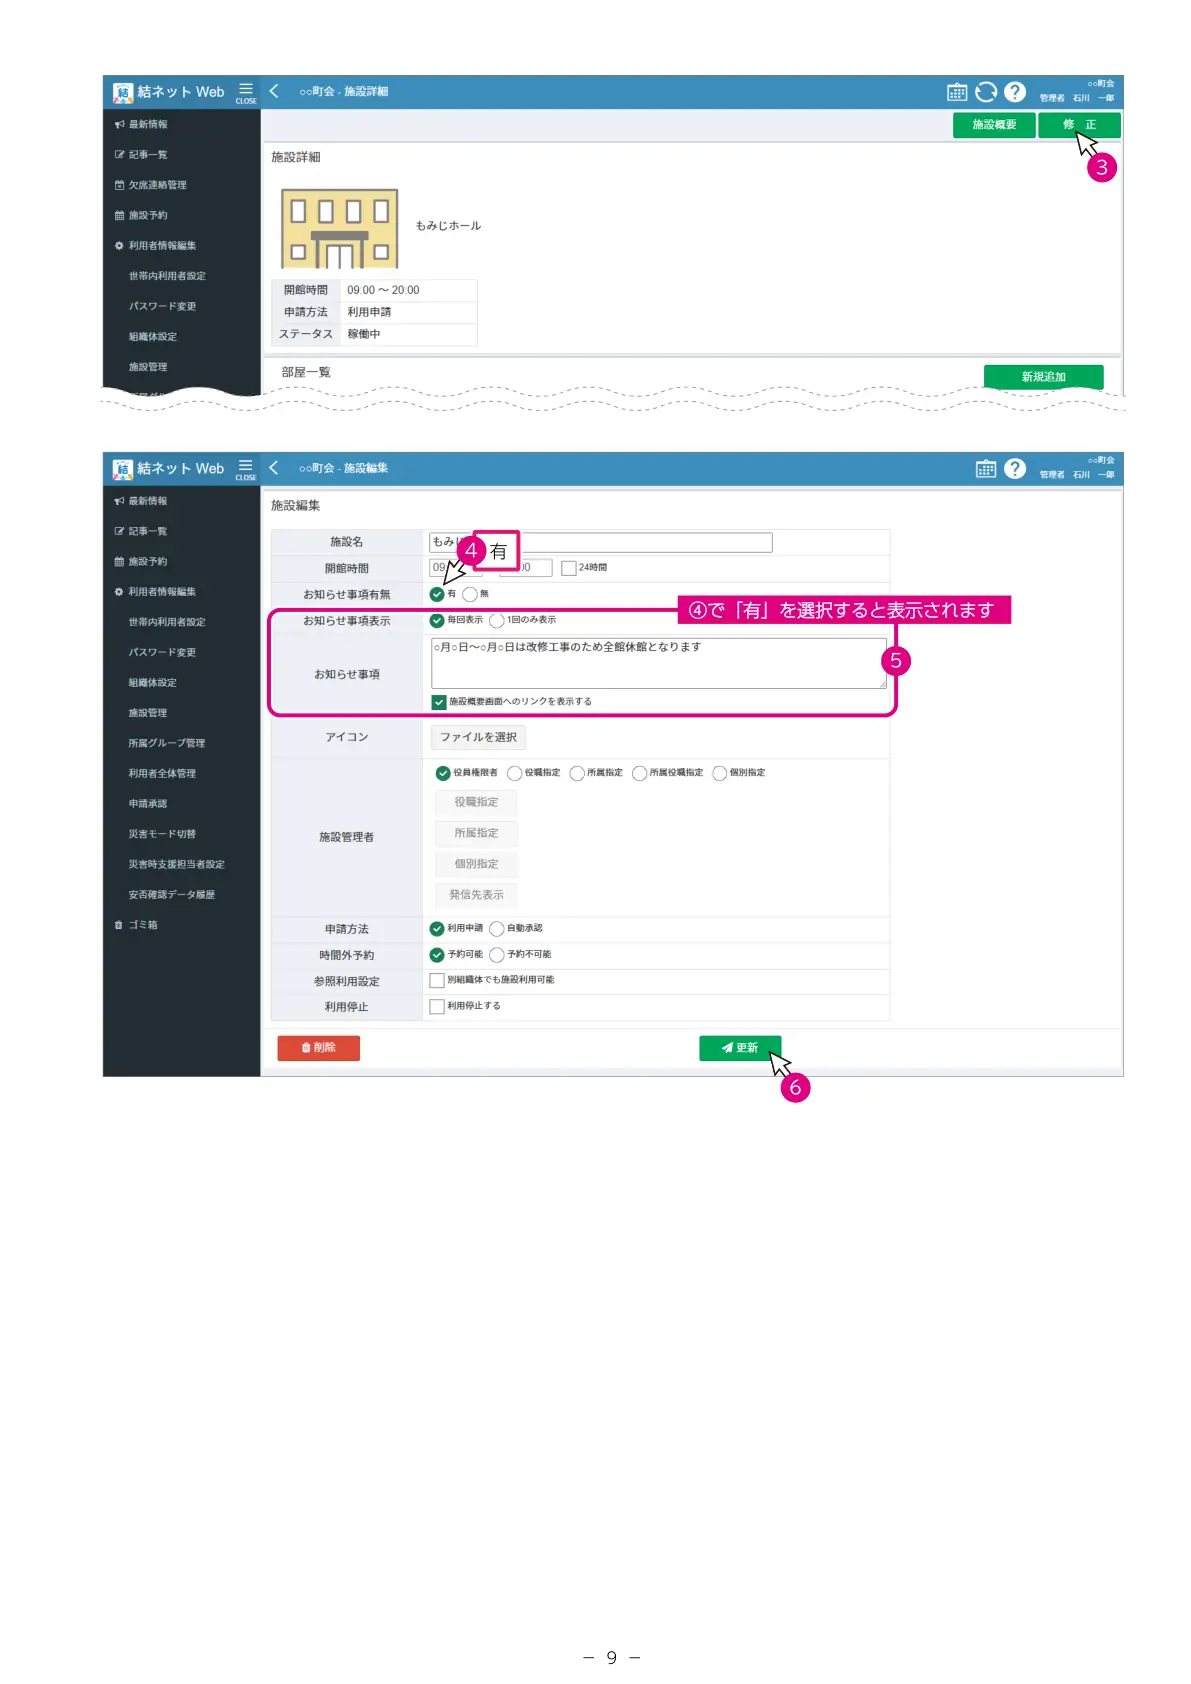 結ネット Web
CLOSE
○○町会 - 施設詳細
○○町会
管理者 石川 一郎
最新情報
記事一覧
欠席連絡管理
施設予約
利用者情報編集
世帯内利用者設定
パスワード変更
組織体設定
施設管理
施設概要
修 正
3
施設詳細
もみじホール
開館時間 09:00 ～ 20:00
申請方法 利用申請
ステータス 稼働中
部屋一覧
新規追加
結ネット Web
CLOSE
○○町会 - 施設編集
○○町会
管理者 石川 一郎
最新情報
記事一覧
施設予約
利用者情報編集
世帯内利用者設定
パスワード変更
組織体設定
施設管理
所属グループ管理
利用者全体管理
申請承認
災害モード切替
災害時支援担当者設定
安否確認データ履歴
ゴミ箱
施設編集
施設名 もみじ
4 有
開館時間 09: 00 24時間
お知らせ事項有無 有 無
④で「有」を選択すると表示されます
お知らせ事項表示 毎回表示 1回のみ表示
お知らせ事項 ○月○日～○月○日は改修工事のため全館休館となります
5
施設概要画面へのリンクを表示する
アイコン ファイルを選択
施設管理者 役員権限者 役職指定 所属指定 所属役職指定 個別指定
役職指定
所属指定
個別指定
発信先表示
申請方法 利用申請 自動承認
時間外予約 予約可能 予約不可能
参照利用設定 別組織体でも施設利用可能
利用停止 利用停止する
削除
更新
6
－ 9 －